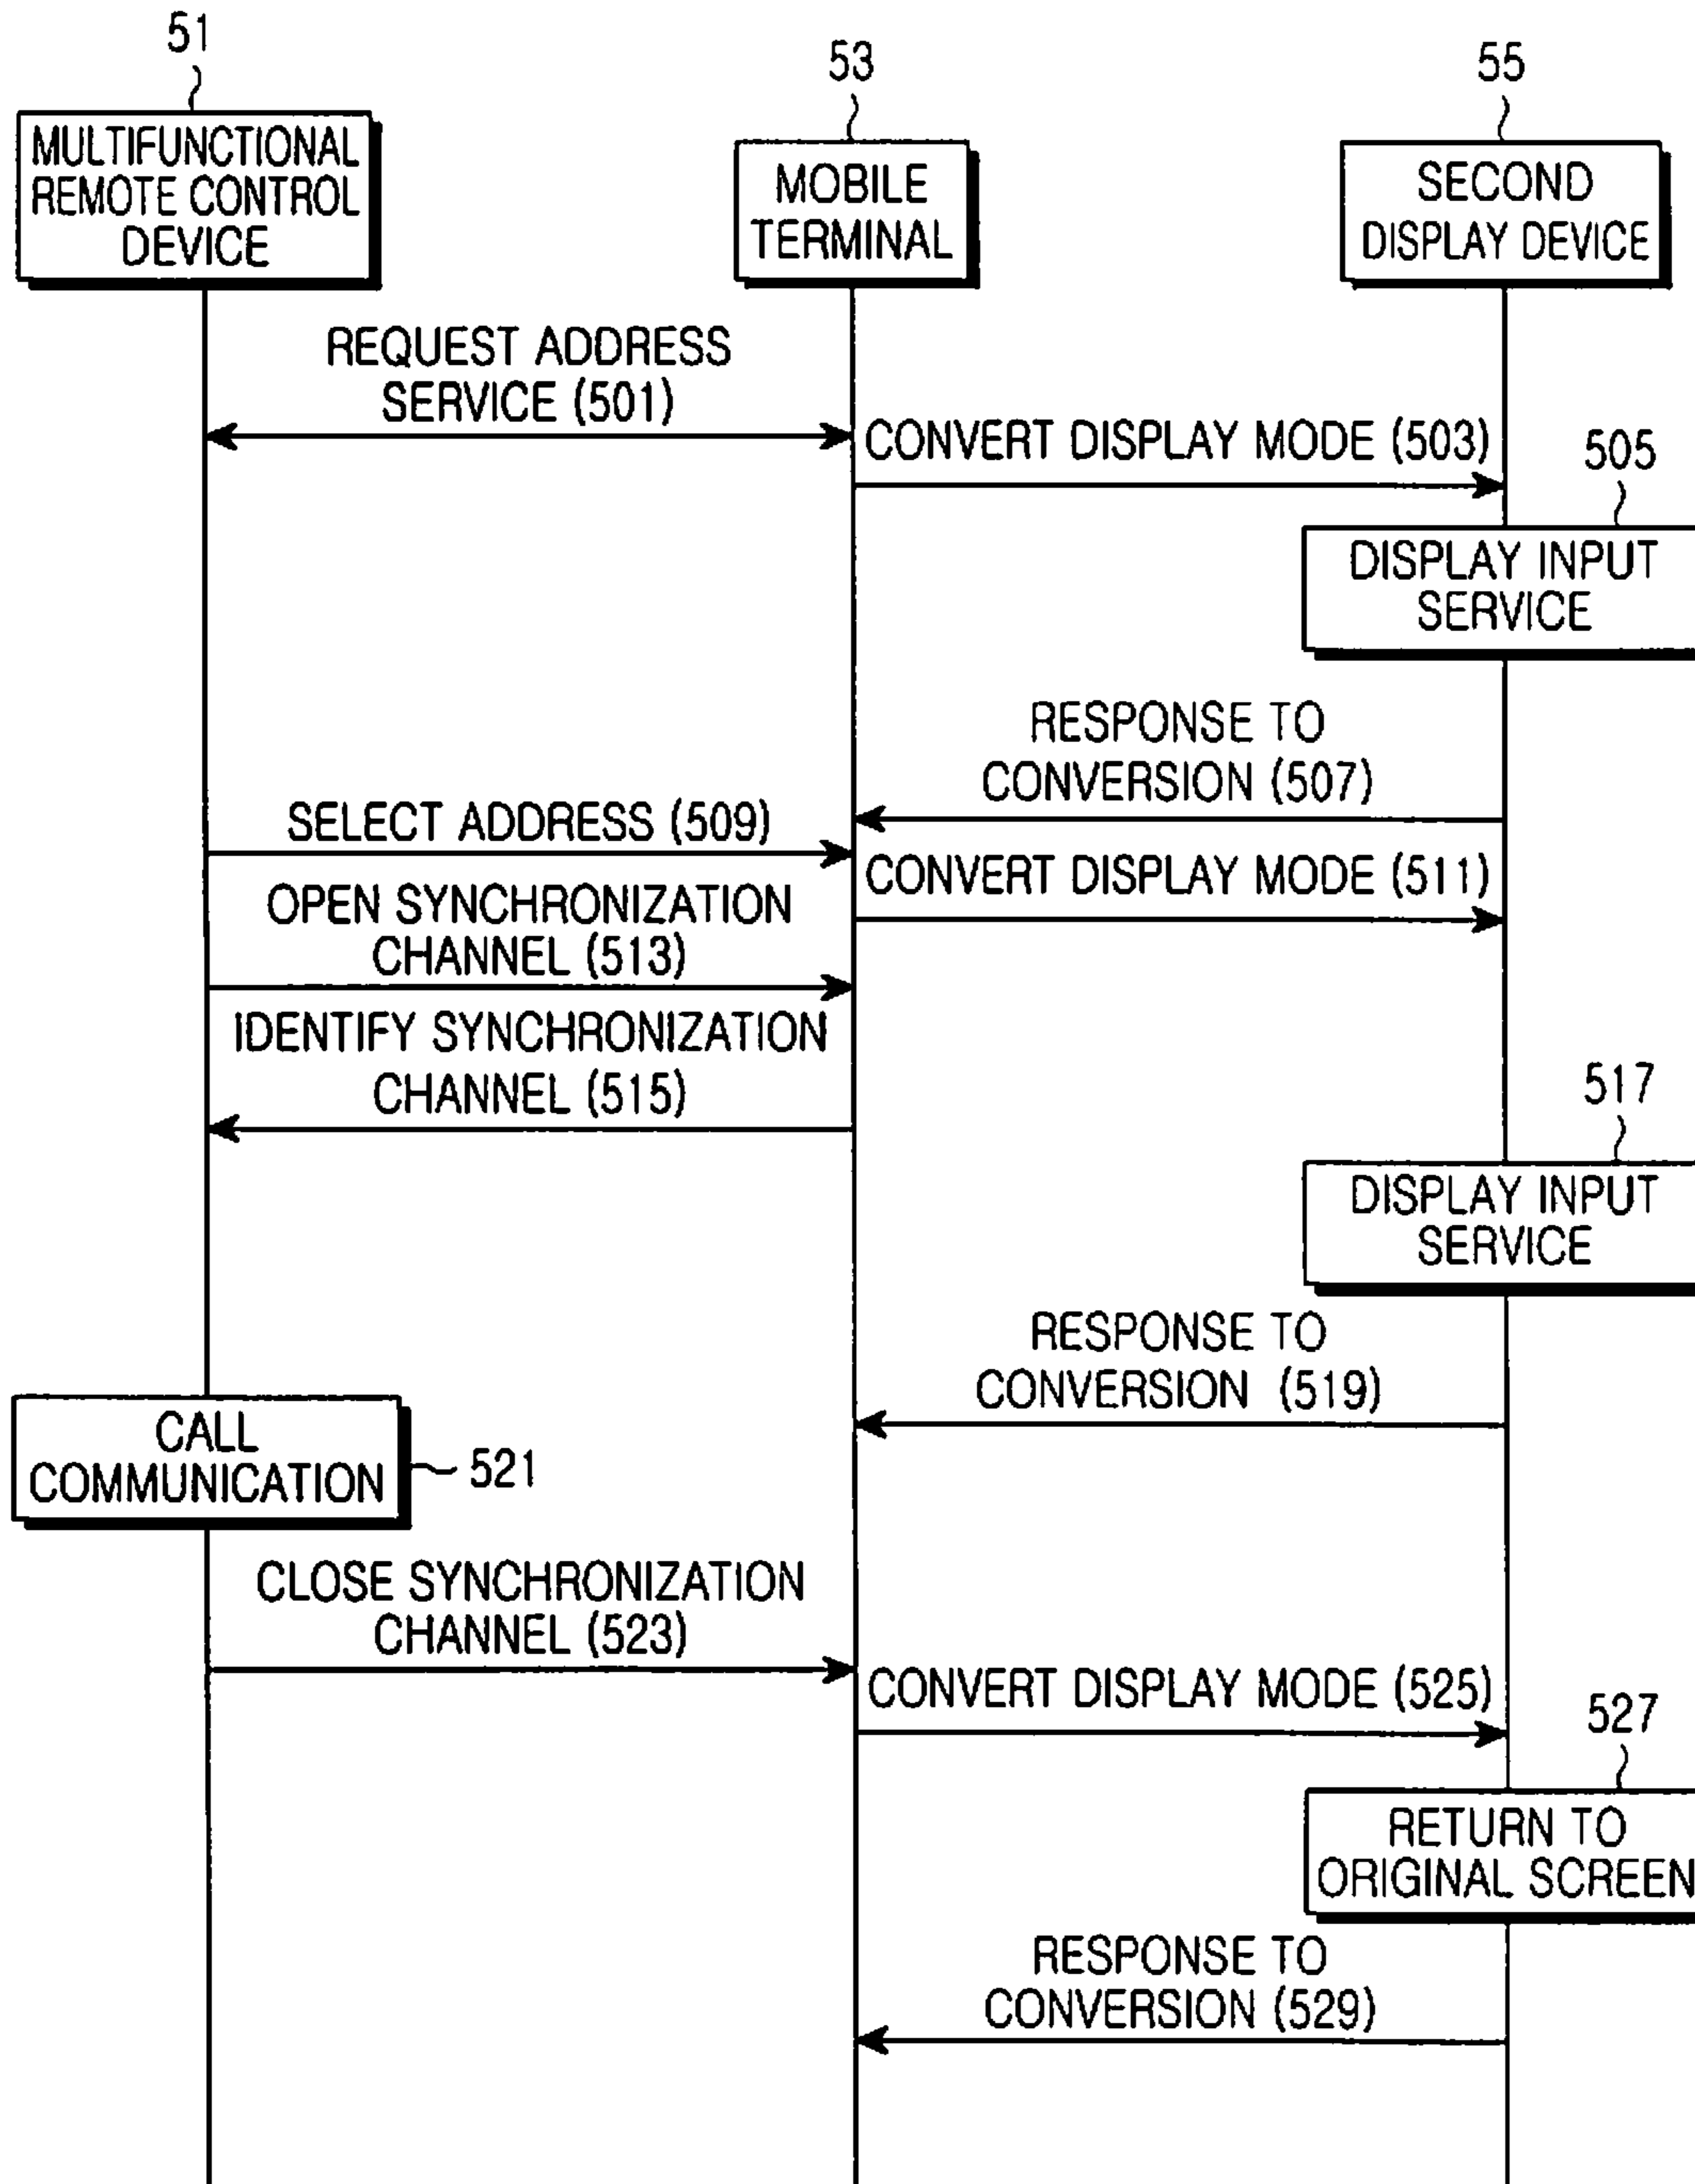 51
53
55
MULTIFUNCTIONAL
REMOTE CONTROL
DEVICE
MOBILE
TERMINAL
SECOND
DISPLAY DEVICE
REQUEST ADDRESS
SERVICE (501)
CONVERT DISPLAY MODE (503)
505
DISPLAY INPUT
SERVICE
RESPONSE TO
CONVERSION (507)
SELECT ADDRESS (509)
CONVERT DISPLAY MODE (511)
OPEN SYNCHRONIZATION
CHANNEL (513)
IDENTIFY SYNCHRONIZATION
CHANNEL (515)
517
DISPLAY INPUT
SERVICE
RESPONSE TO
CONVERSION (519)
CALL
COMMUNICATION
521
CLOSE SYNCHRONIZATION
CHANNEL (523)
CONVERT DISPLAY MODE (525)
527
RETURN TO
ORIGINAL SCREEN
RESPONSE TO
CONVERSION (529)